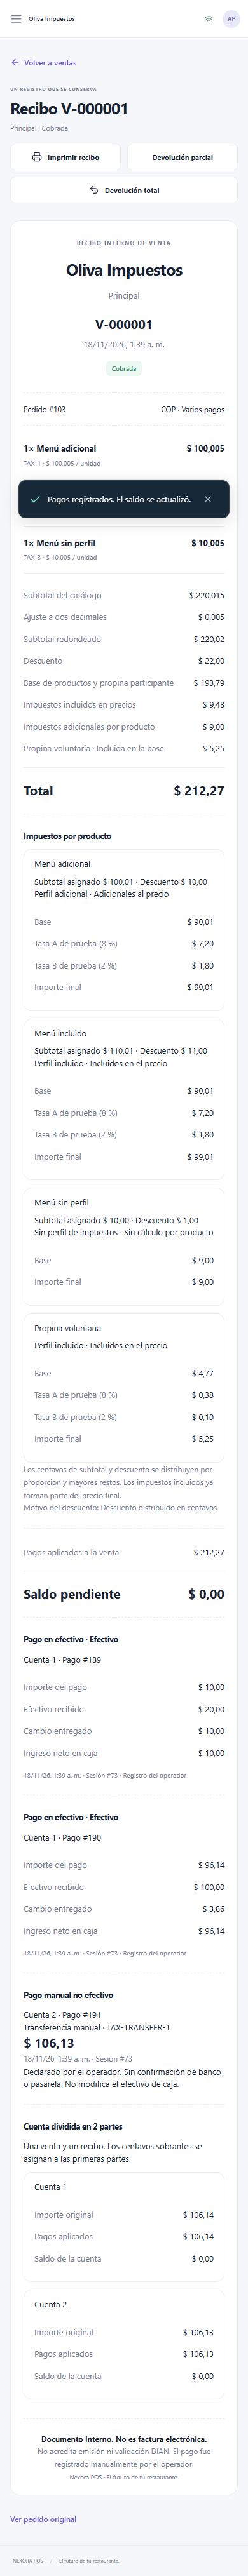 Oliva Impuestos
AP
Volver a ventas
UN REGISTRO QUE SE CONSERVA
Recibo V-000001
Principal · Cobrada
Imprimir recibo
Devolución parcial
Devolución total
RECIBO INTERNO DE VENTA
Oliva Impuestos
Principal
V-000001
18/11/2026, 1:39 a. m.
Cobrada
Pedido #103 COP · Varios pagos
1× Menú adicional $ 100,005
TAX-1 · $ 100,005 / unidad
Pagos registrados. El saldo se actualizó.
1× Menú sin perfil $ 10,005
TAX-3 · $ 10,005 / unidad
Subtotal del catálogo $ 220,015
Ajuste a dos decimales $ 0,005
Subtotal redondeado $ 220,02
Descuento $ 22,00
Base de productos y propina participante $ 193,79
Impuestos incluidos en precios $ 9,48
Impuestos adicionales por producto $ 9,00
Propina voluntaria · Incluida en la base $ 5,25
Total $ 212,27
Impuestos por producto
Menú adicional
Subtotal asignado $ 100,01 · Descuento $ 10,00
Perfil adicional · Adicionales al precio
Base $ 90,01
Tasa A de prueba (8 %) $ 7,20
Tasa B de prueba (2 %) $ 1,80
Importe final $ 99,01
Menú incluido
Subtotal asignado $ 110,01 · Descuento $ 11,00
Perfil incluido · Incluidos en el precio
Base $ 90,01
Tasa A de prueba (8 %) $ 7,20
Tasa B de prueba (2 %) $ 1,80
Importe final $ 99,01
Menú sin perfil
Subtotal asignado $ 10,00 · Descuento $ 1,00
Sin perfil de impuestos · Sin cálculo por producto
Base $ 9,00
Importe final $ 9,00
Propina voluntaria
Perfil incluido · Incluidos en el precio
Base $ 4,77
Tasa A de prueba (8 %) $ 0,38
Tasa B de prueba (2 %) $ 0,10
Importe final $ 5,25
Los centavos de subtotal y descuento se distribuyen por
proporción y mayores restos. Los impuestos incluidos ya
forman parte del precio final.
Motivo del descuento: Descuento distribuido en centavos
Pagos aplicados a la venta $ 212,27
Saldo pendiente $ 0,00
Pago en efectivo · Efectivo
Cuenta 1 · Pago #189
Importe del pago $ 10,00
Efectivo recibido $ 20,00
Cambio entregado $ 10,00
Ingreso neto en caja $ 10,00
18/11/26, 1:39 a. m. · Sesión #73 · Registro del operador
Pago en efectivo · Efectivo
Cuenta 1 · Pago #190
Importe del pago $ 96,14
Efectivo recibido $ 100,00
Cambio entregado $ 3,86
Ingreso neto en caja $ 96,14
18/11/26, 1:39 a. m. · Sesión #73 · Registro del operador
Pago manual no efectivo
Cuenta 2 · Pago #191
Transferencia manual · TAX-TRANSFER-1
$ 106,13
18/11/26, 1:39 a. m. · Sesión #73
Declarado por el operador. Sin confirmación de banco
o pasarela. No modifica el efectivo de caja.
Cuenta dividida en 2 partes
Una venta y un recibo. Los centavos sobrantes se
asignan a las primeras partes.
Cuenta 1
Importe original $ 106,14
Pagos aplicados $ 106,14
Saldo de la cuenta $ 0,00
Cuenta 2
Importe original $ 106,13
Pagos aplicados $ 106,13
Saldo de la cuenta $ 0,00
Documento interno. No es factura electrónica.
No acredita emisión ni validación DIAN. El pago fue
registrado manualmente por el operador.
Nexora POS · El futuro de tu restaurante.
Ver pedido original
NEXORA POS / El futuro de tu restaurante.